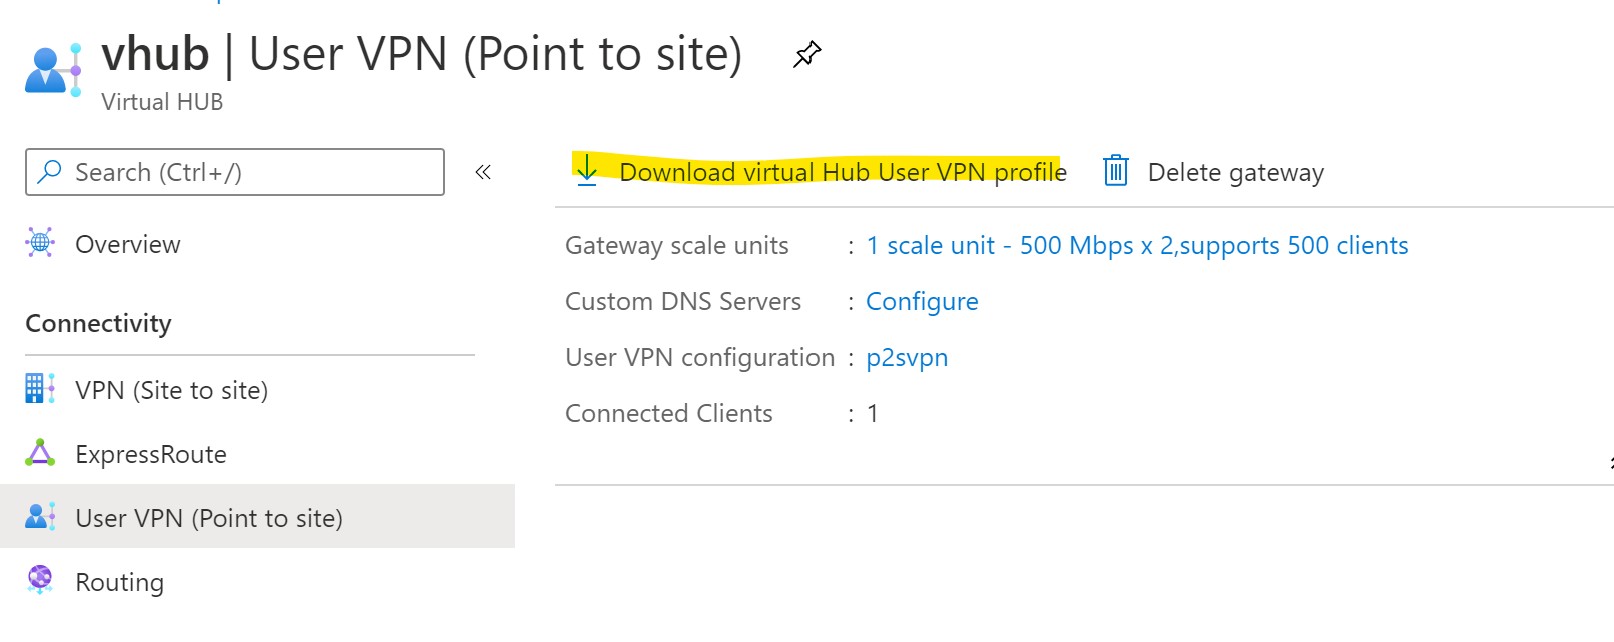 vhub | User VPN (Point to site)
Virtual HUB
Search (Ctrl+/)
«
Overview
Connectivity
VPN (Site to site)
ExpressRoute
User VPN (Point to site)
Routing
Download virtual Hub User VPN profile
Delete gateway
Gateway scale units : 1 scale unit - 500 Mbps x 2,supports 500 clients
Custom DNS Servers : Configure
User VPN configuration : p2svpn
Connected Clients : 1